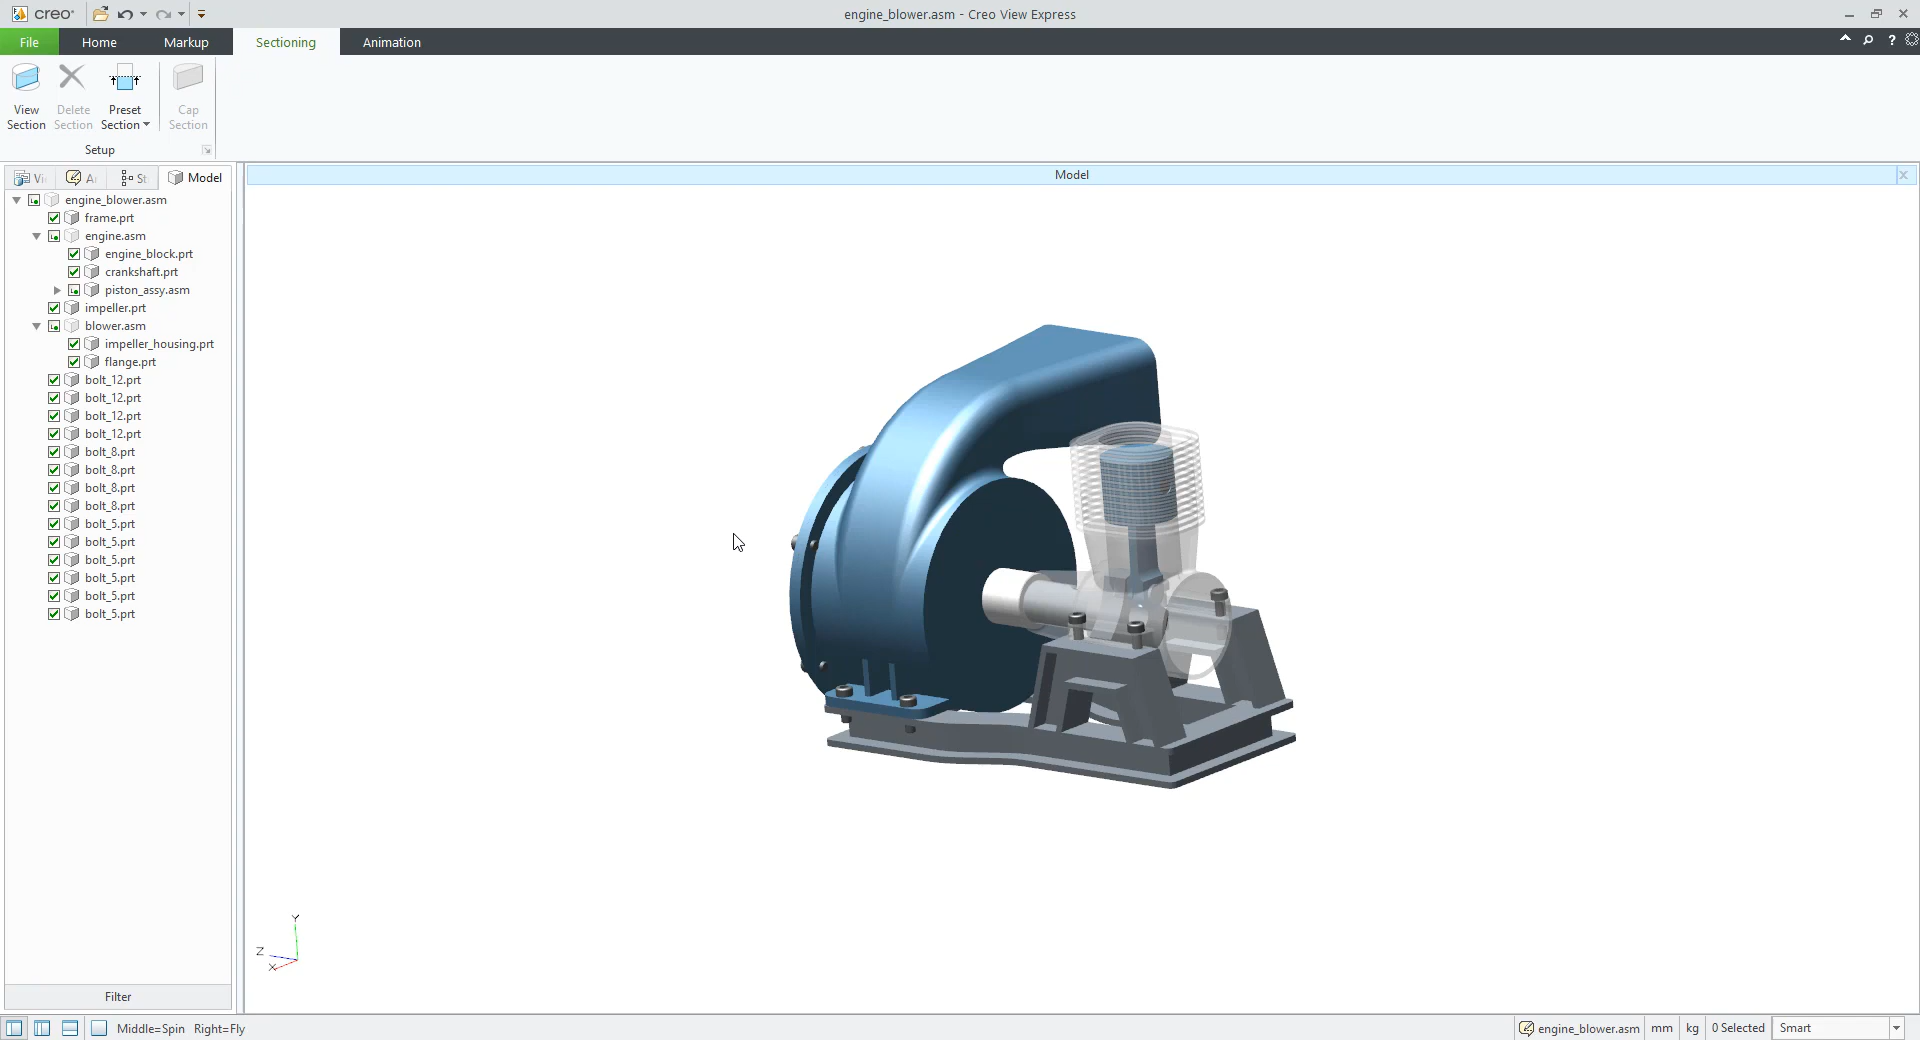 creo
engine_blower.asm - Creo View Express
File Home Markup Sectioning Animation
View Section
Delete Section
Preset Section
Cap Section
Setup
Vi A St Model
Model
engine_blower.asm
frame.prt
engine.asm
engine_block.prt
crankshaft.prt
piston_assy.asm
impeller.prt
blower.asm
impeller_housing.prt
flange.prt
bolt_12.prt
bolt_12.prt
bolt_12.prt
bolt_12.prt
bolt_8.prt
bolt_8.prt
bolt_8.prt
bolt_8.prt
bolt_5.prt
bolt_5.prt
bolt_5.prt
bolt_5.prt
bolt_5.prt
bolt_5.prt
Y
Z
X
Filter
Middle=Spin Right=Fly
engine_blower.asm mm kg 0 Selected Smart